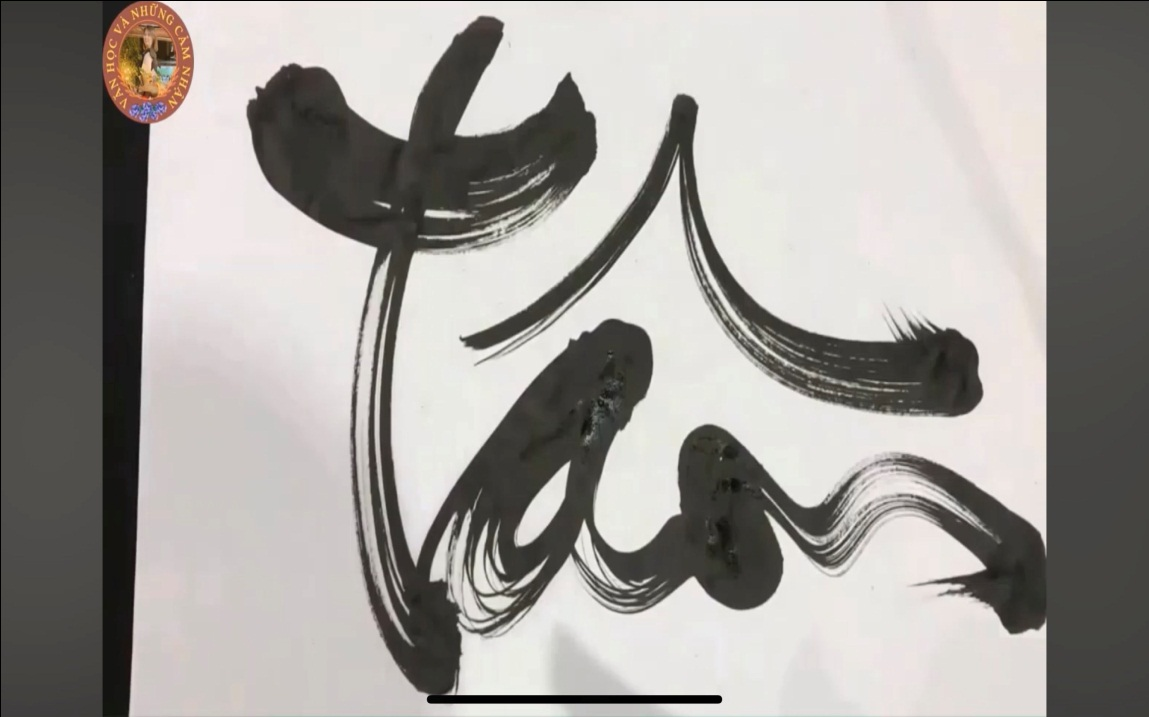 VĂN HỌC VÀ NHỮNG CẢM NHẬN
Tâm